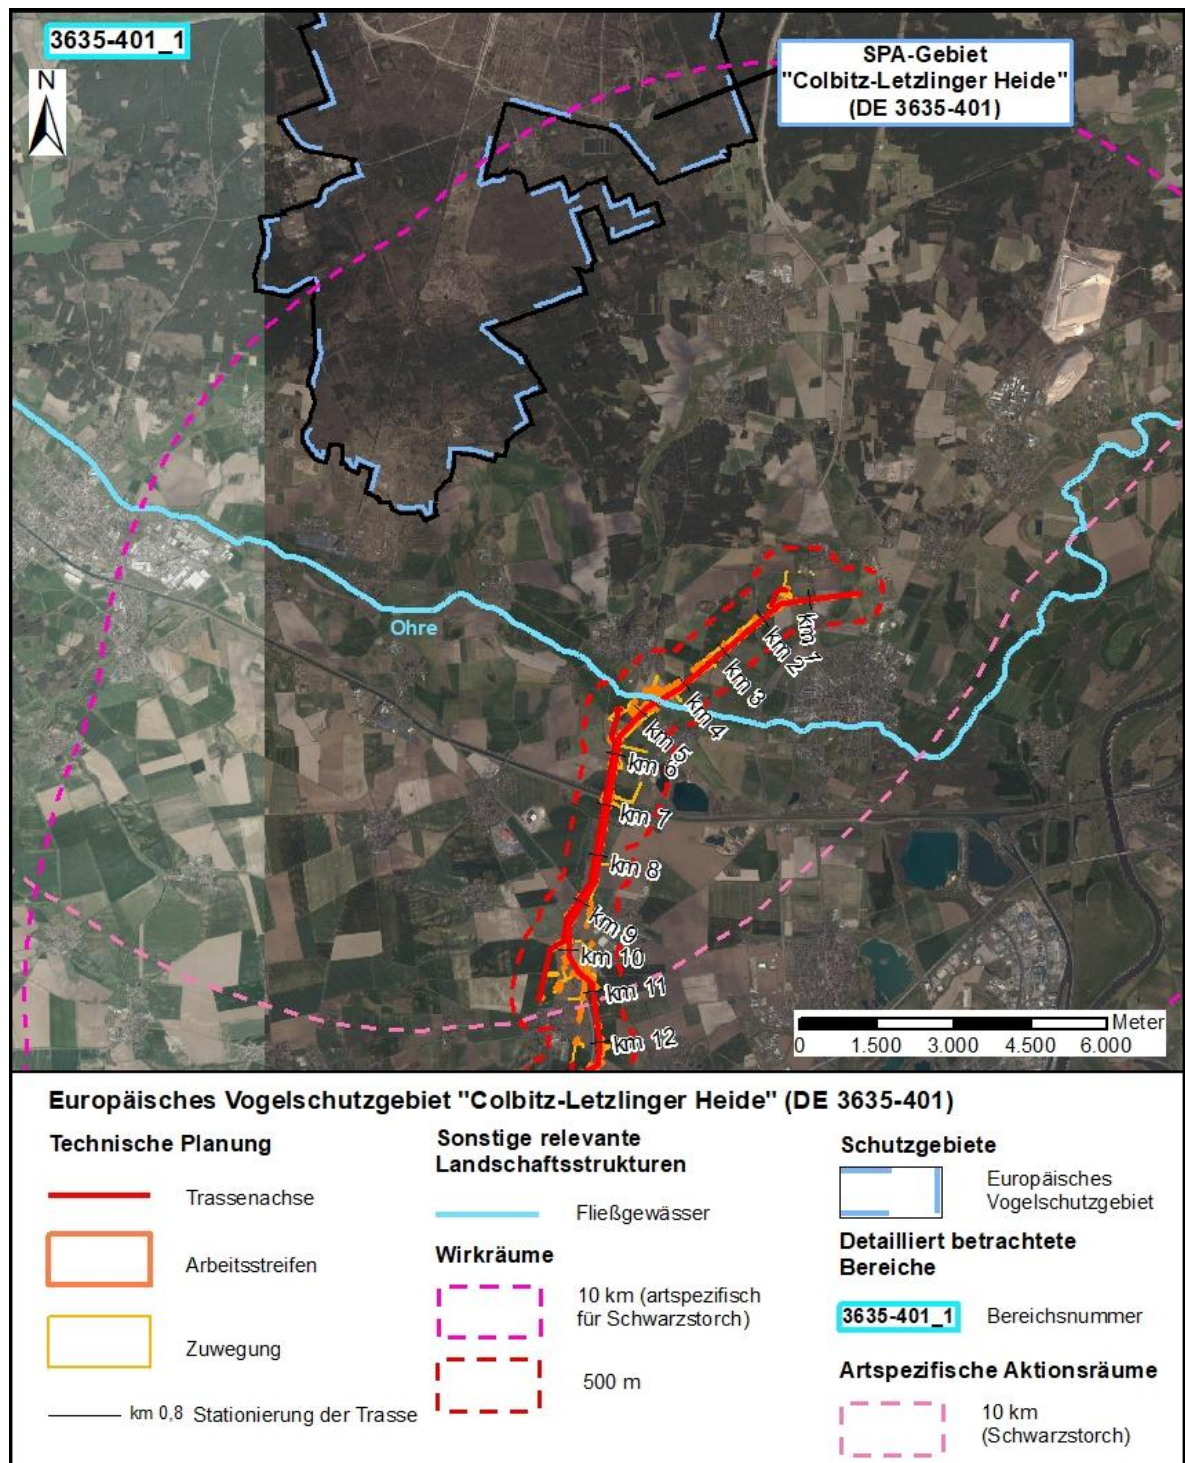 3635-401_1
N
SPA-Gebiet
"Colbitz-Letzlinger Heide"
(DE 3635-401)
Ohre
km 1
km 2
km 3
km 4
km 5
km 6
km 7
km 8
km 9
km 10
km 11
km 12
Meter
0 1.500 3.000 4.500 6.000
Europäisches Vogelschutzgebiet "Colbitz-Letzlinger Heide" (DE 3635-401)
Technische Planung
Trassenachse
Arbeitsstreifen
Zuwegung
km 0,8 Stationierung der Trasse
Sonstige relevante
Landschaftsstrukturen
Fließgewässer
Wirkräume
10 km (artspezifisch
für Schwarzstorch)
500 m
Schutzgebiete
Europäisches
Vogelschutzgebiet
Detailliert betrachtete
Bereiche
3635-401_1 Bereichsnummer
Artspezifische Aktionsräume
10 km
(Schwarzstorch)